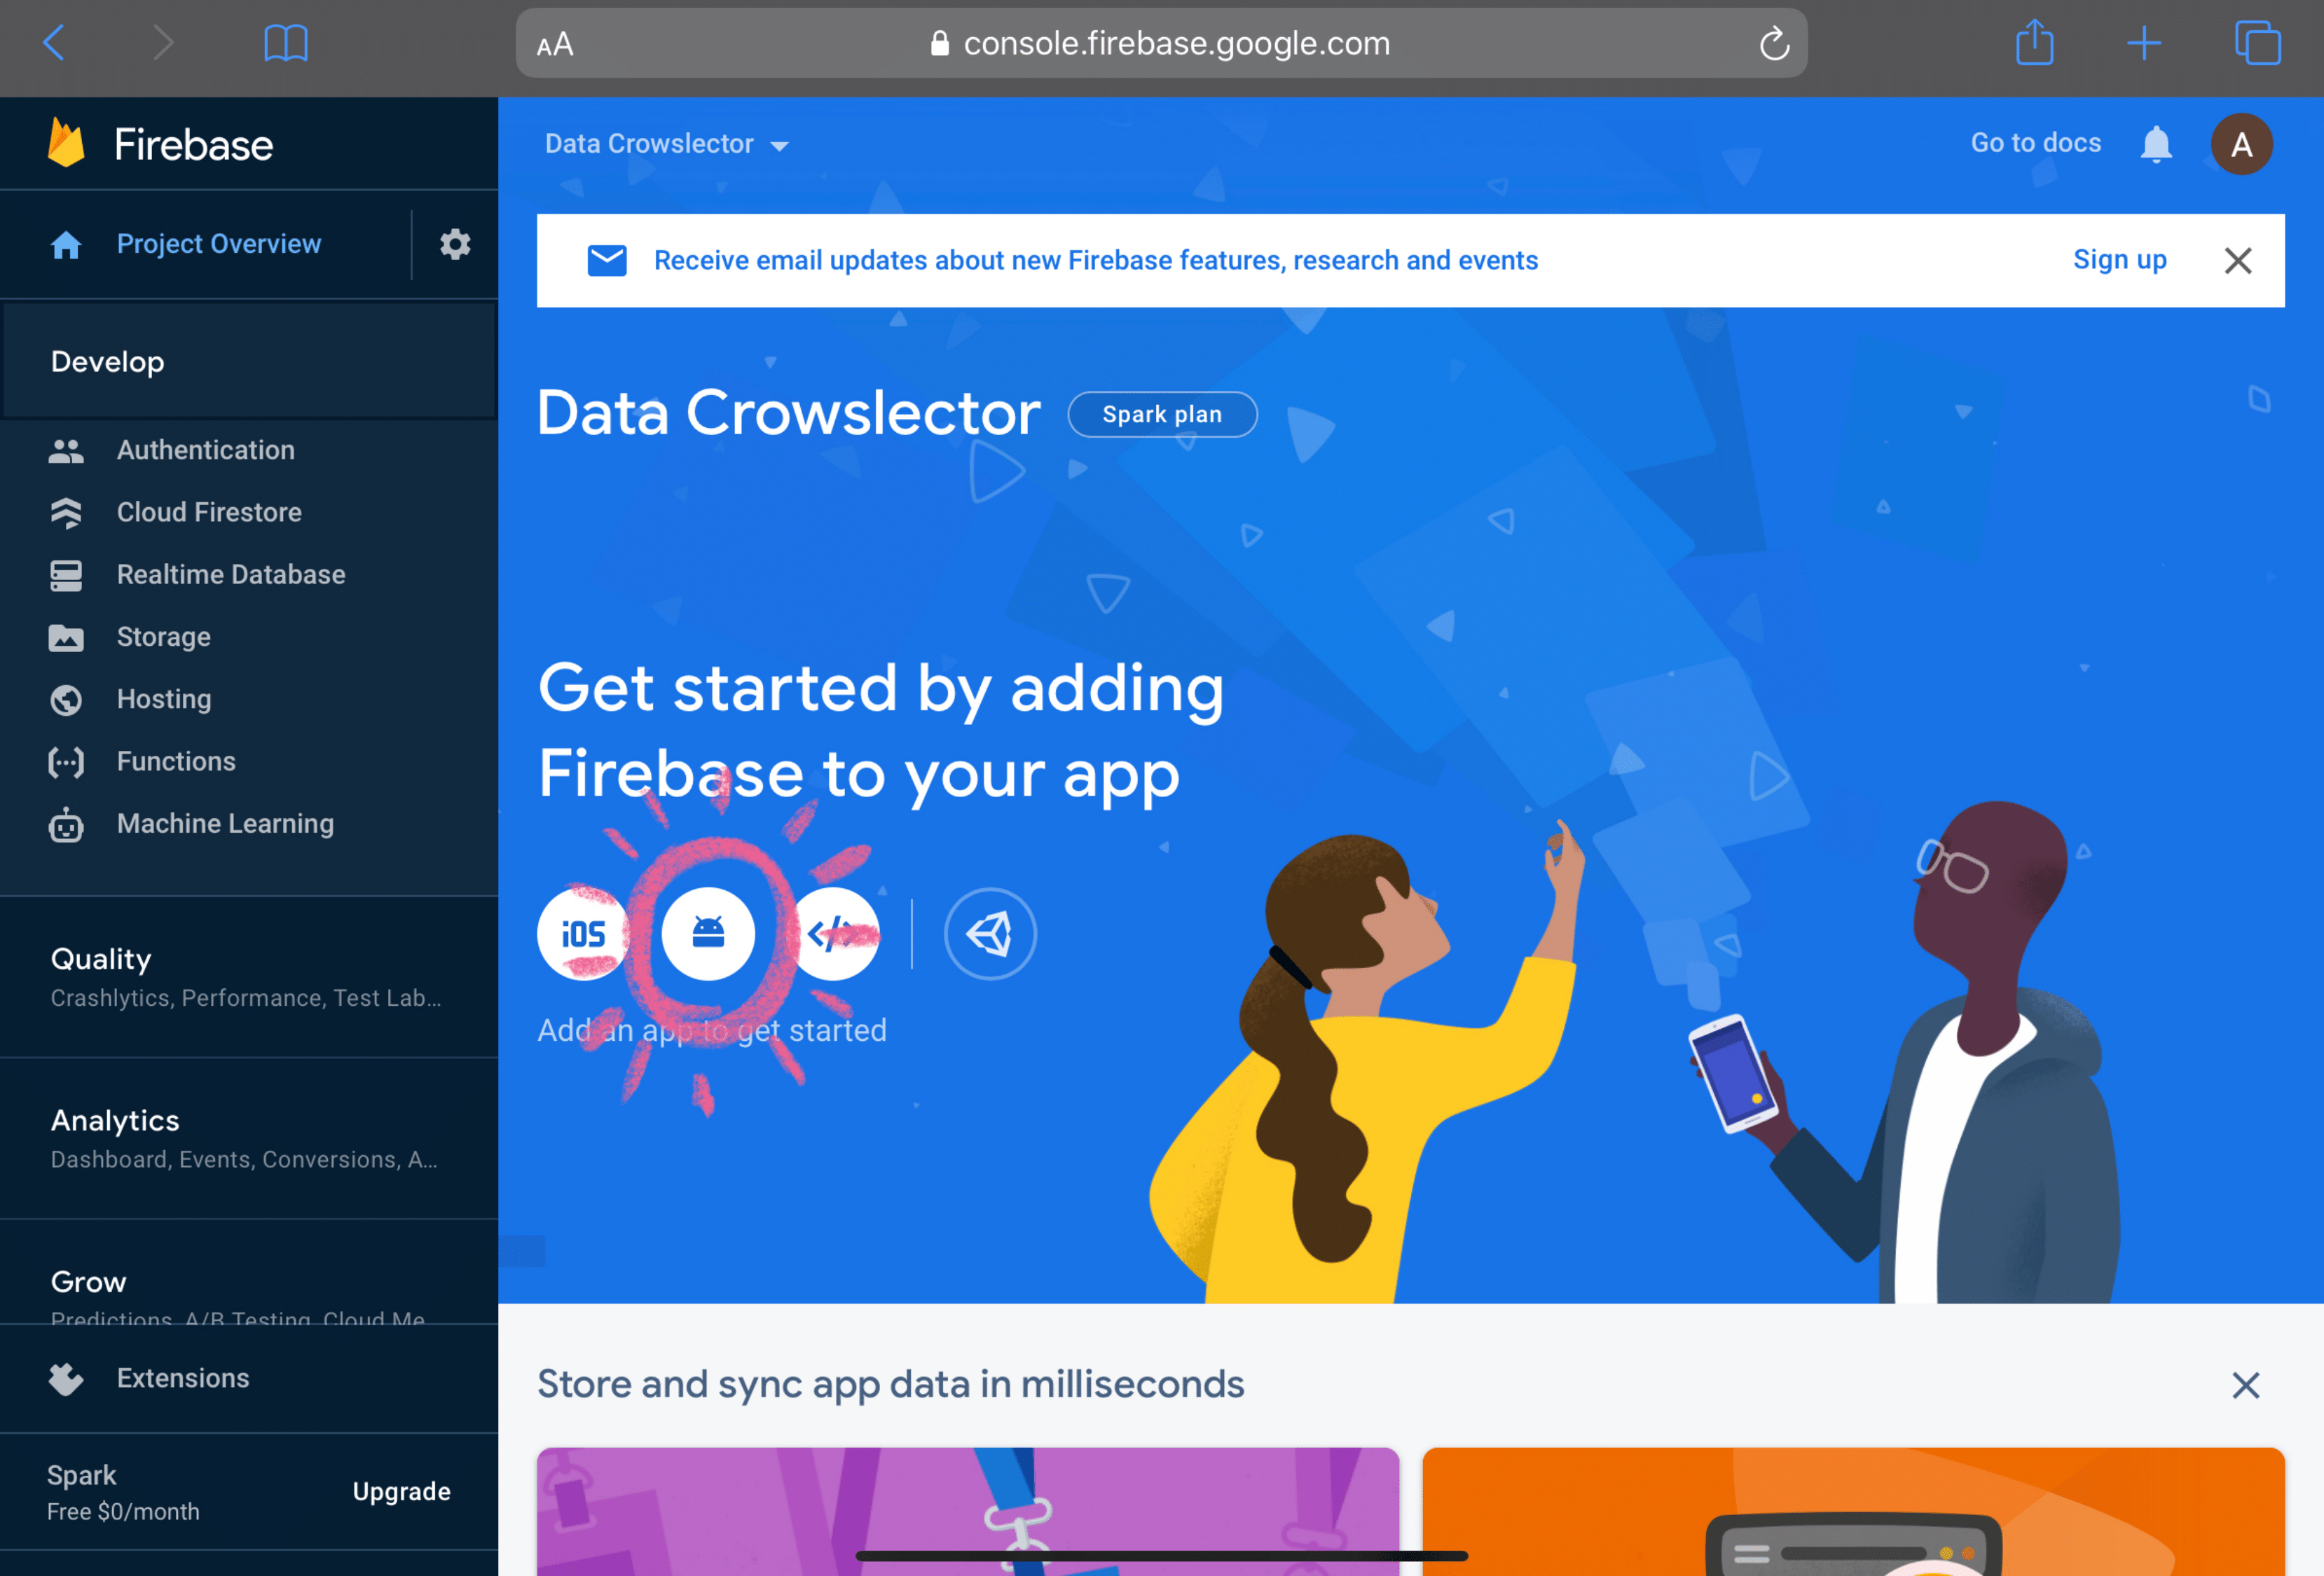 AA
console.firebase.google.com
Firebase
Project Overview
Develop
Authentication
Cloud Firestore
Realtime Database
Storage
Hosting
Functions
Machine Learning
Quality
Crashlytics, Performance, Test Lab...
Analytics
Dashboard, Events, Conversions, A...
Grow
Predictions, A/B Testing, Cloud Me
Extensions
Spark
Free $0/month
Upgrade
Data Crowslector
Go to docs
A
Receive email updates about new Firebase features, research and events
Sign up
Data Crowslector
Spark plan
Get started by adding
Firebase to your app
iOS
</>
Add an app to get started
Store and sync app data in milliseconds